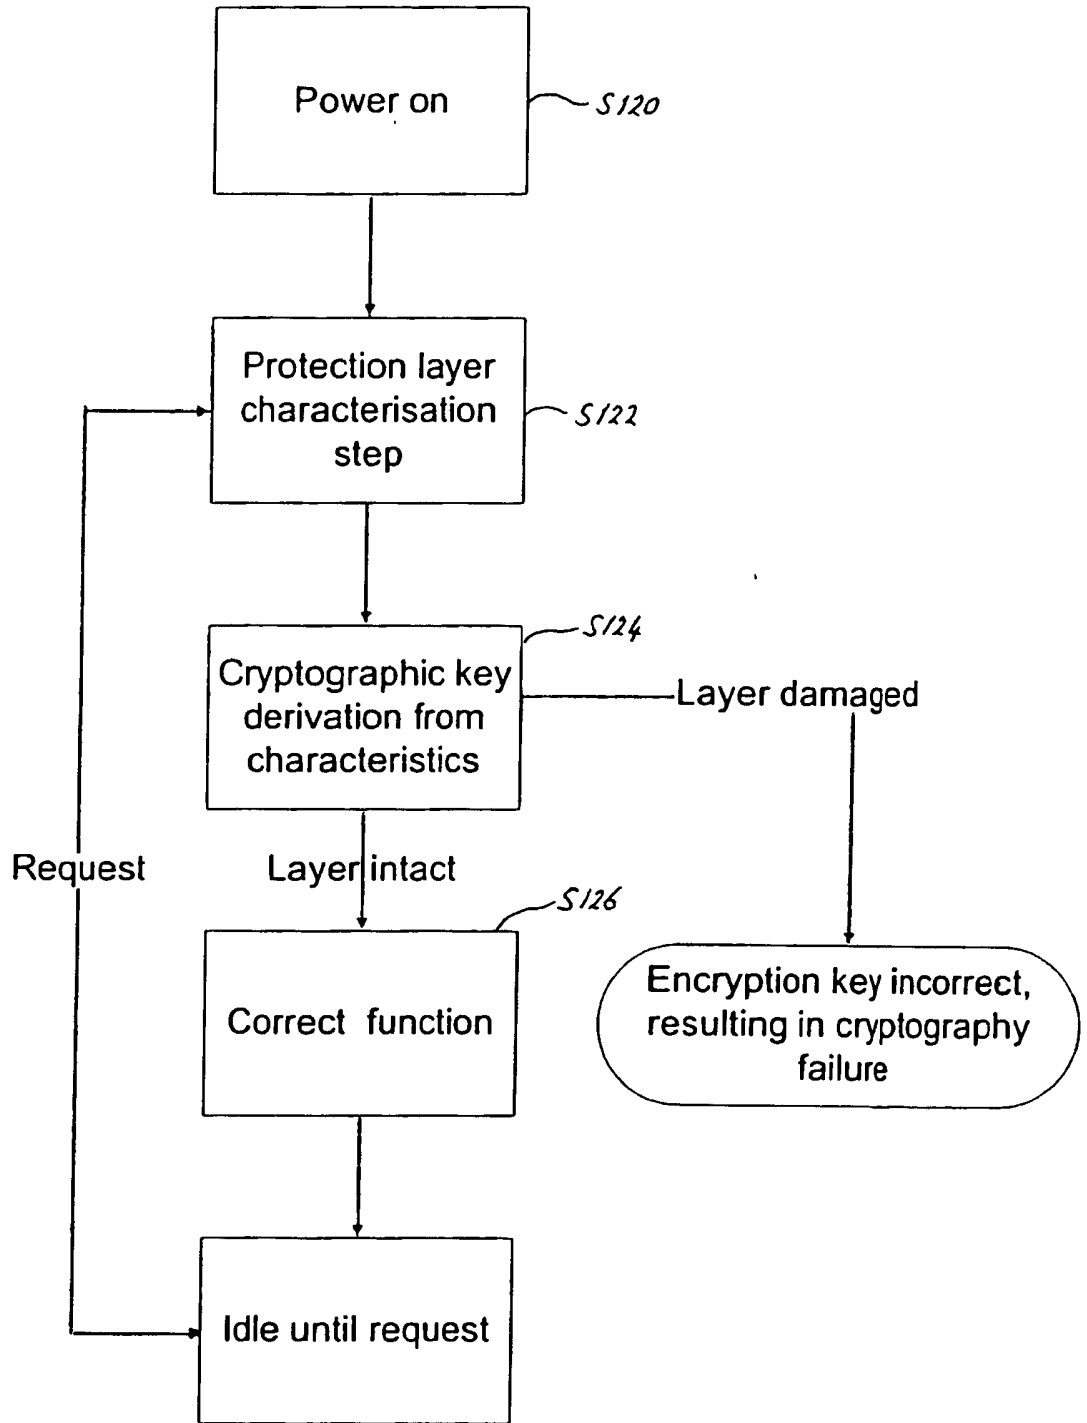 Power on
S120
Protection layer
characterisation
step
S122
S124
Cryptographic key
derivation from
characteristics
Layer damaged
Request
Layer intact
S126
Correct function
Encryption key incorrect,
resulting in cryptography
failure
Idle until request